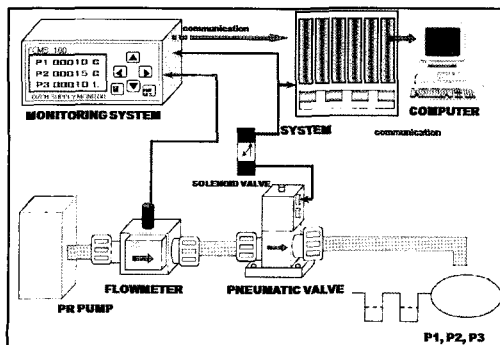 communication
CMS 100
P1 00010 C
P2 00015 C
P3 00010 L
M
MONITORING SYSTEM
SYSTEM
COMPUTER
communication
SOLENOID VALVE
PR PUMP
FLOWMETER
PNEUMATIC VALVE
P1, P2, P3